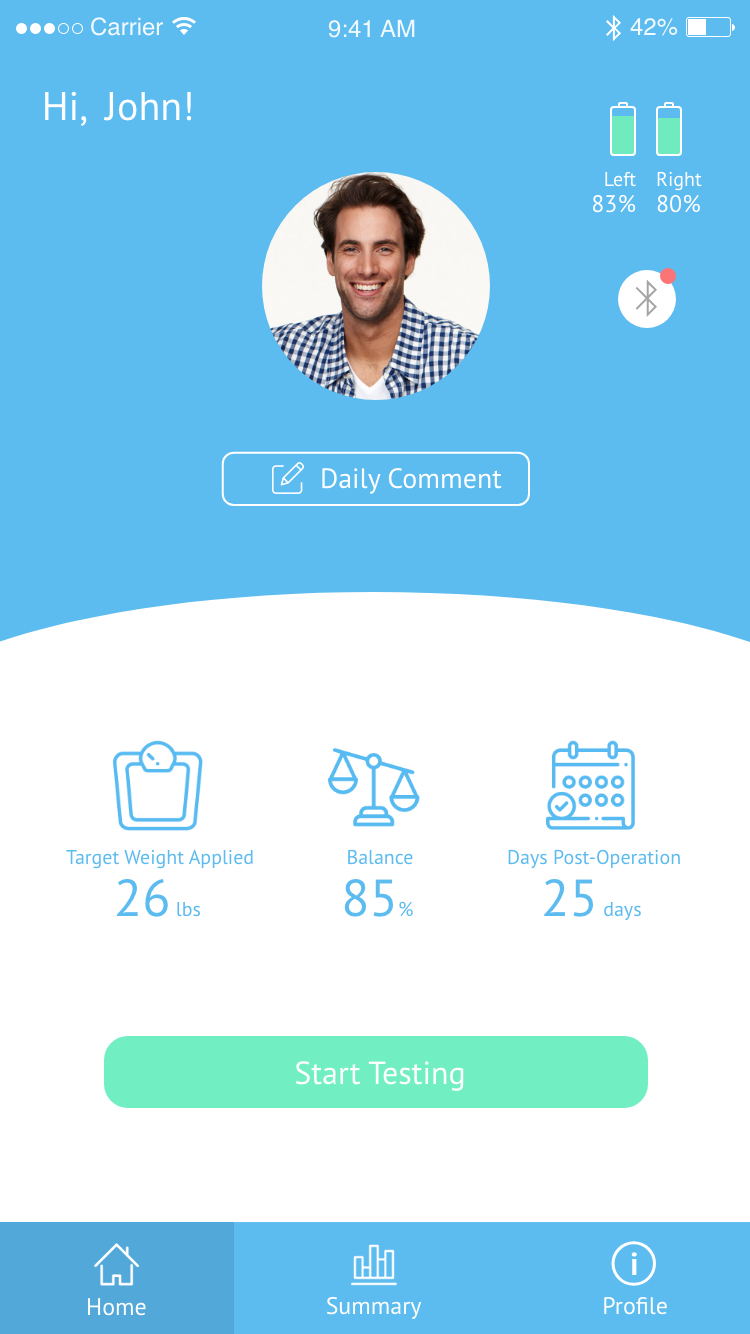 Carrier 9:41 AM 42%
Hi, John!
Left Right
83% 80%
Daily Comment
Target Weight Applied Balance Days Post-Operation
26 lbs 85% 25 days
Start Testing
Home Summary Profile